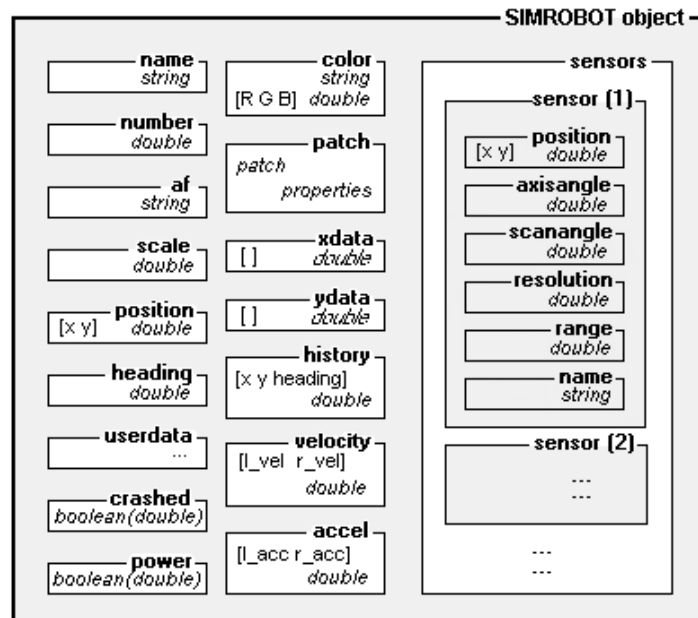 SIMROBOT object
name
string
number
double
af
string
scale
double
position
[x y] double
heading
double
userdata
...
crashed
boolean(double)
power
boolean(double)
color
string
[R G B] double
patch
patch
properties
xdata
[ ] double
ydata
[ ] double
history
[x y heading]
double
velocity
[l_vel r_vel]
double
accel
[l_acc r_acc]
double
sensors
sensor (1)
position
[x y] double
axisangle
double
scanangle
double
resolution
double
range
double
name
string
sensor (2)
---
---
---
---